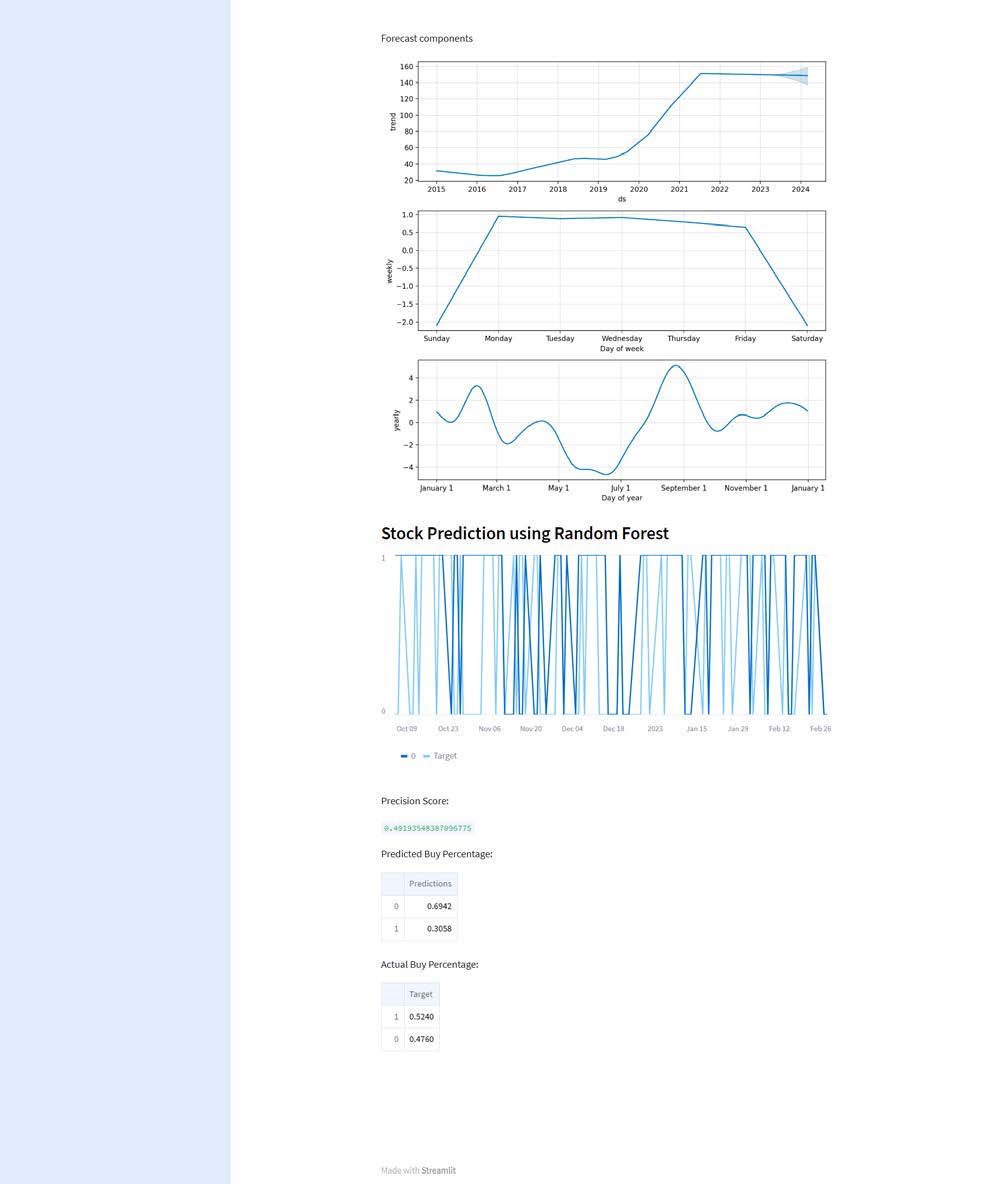 Forecast components
160
140
120
100
80
60
40
20
trend
2015 2016 2017 2018 2019 2020 2021 2022 2023 2024
ds
1.0
0.5
0.0
−0.5
−1.0
−1.5
−2.0
weekly
Sunday Monday Tuesday Wednesday Thursday Friday Saturday
Day of week
4
2
0
−2
−4
yearly
January 1 March 1 May 1 July 1 September 1 November 1 January 1
Day of year
Stock Prediction using Random Forest
1
0
Oct 09 Oct 23 Nov 06 Nov 20 Dec 04 Dec 18 2023 Jan 15 Jan 29 Feb 12 Feb 26
0 Target
Precision Score:
0.49193548387096775
Predicted Buy Percentage:
Predictions
0 0.6942
1 0.3058
Actual Buy Percentage:
Target
1 0.5240
0 0.4760
Made with Streamlit